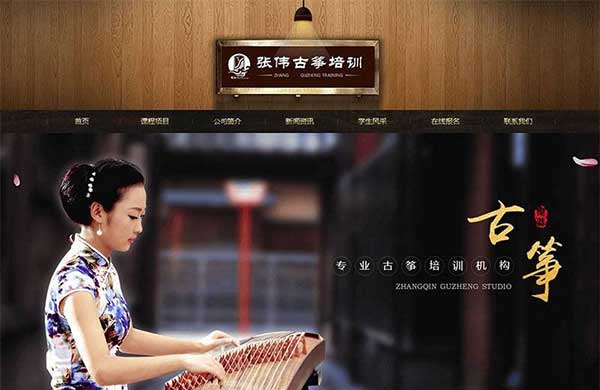 张伟古筝培训
ZHANG GUZHENG TRAINING
首页 课程项目 公司简介 新闻资讯 学生风采 在线报名 联系我们
古筝
专业古筝培训机构
ZHANGQIN GUZHENG STUDIO